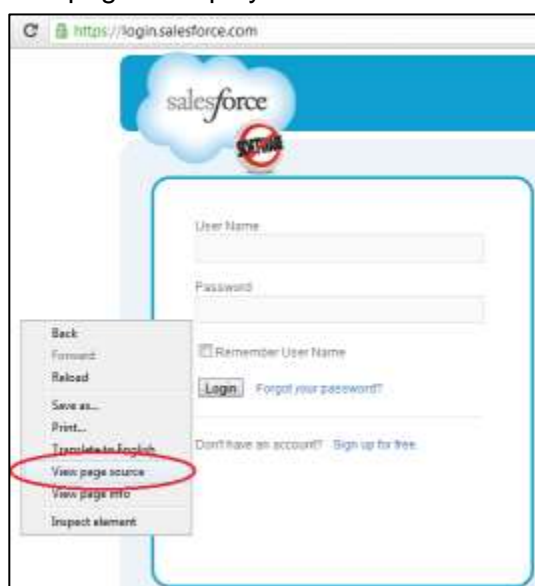 https://login.salesforce.com
salesforce
SOFTWARE
User Name
Password
Remember User Name
Login Forgot your password?
Don't have an account? Sign up for free.
Back
Forward
Reload
Save as...
Print...
Translate to English
View page source
View page info
Inspect element